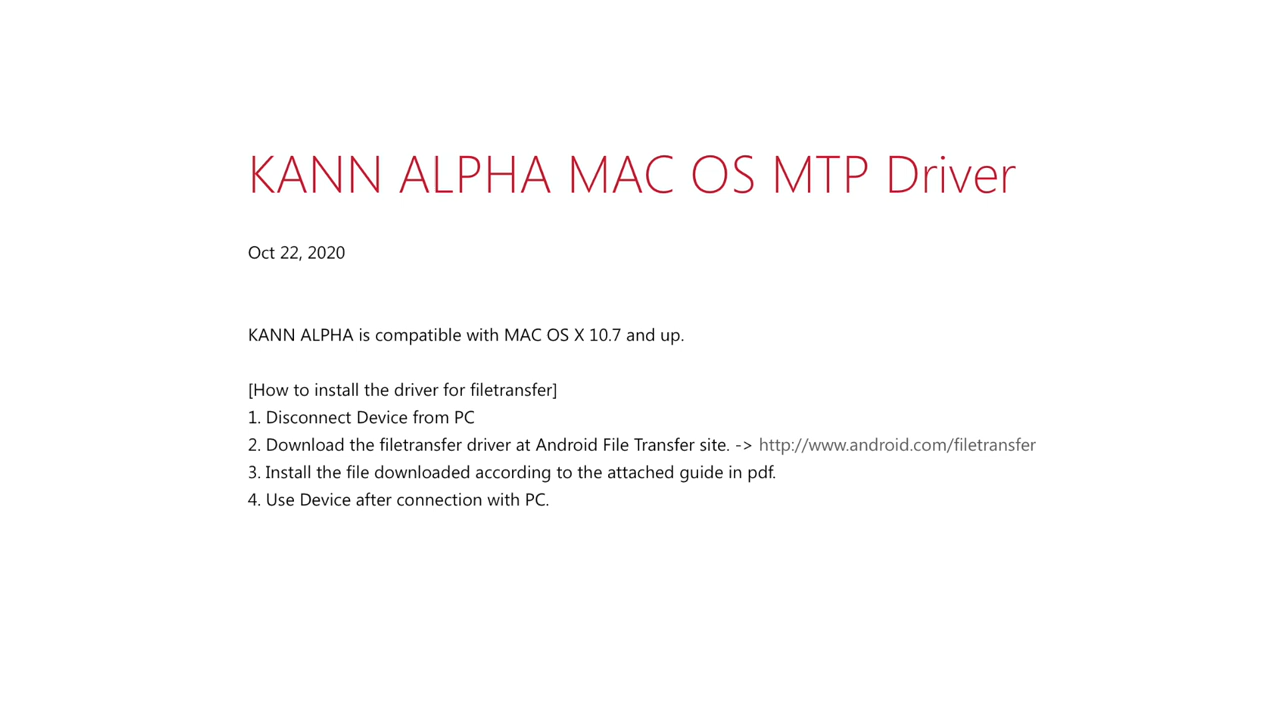 KANN ALPHA MAC OS MTP Driver
Oct 22, 2020
KANN ALPHA is compatible with MAC OS X 10.7 and up.
[How to install the driver for filetransfer]
1. Disconnect Device from PC
2. Download the filetransfer driver at Android File Transfer site. -> http://www.android.com/filetransfer
3. Install the file downloaded according to the attached guide in pdf.
4. Use Device after connection with PC.